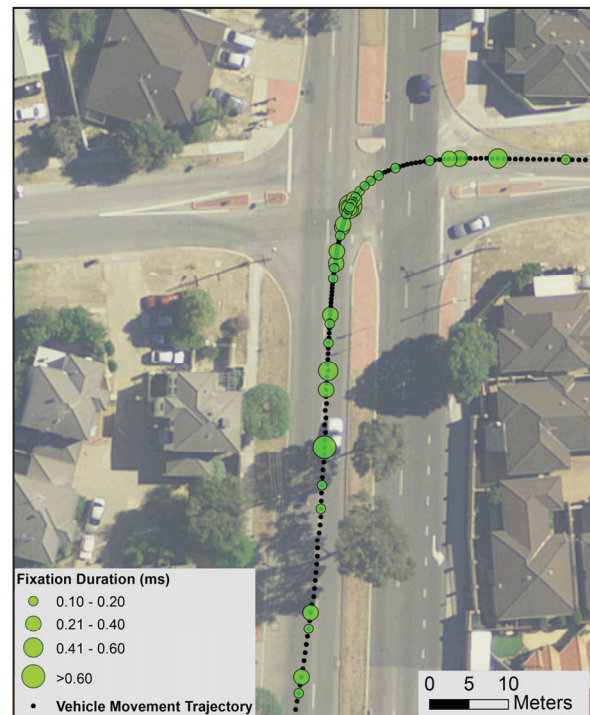 Fixation Duration (ms)
0.10 - 0.20
0.21 - 0.40
0.41 - 0.60
>0.60
Vehicle Movement Trajectory
0 5 10
Meters